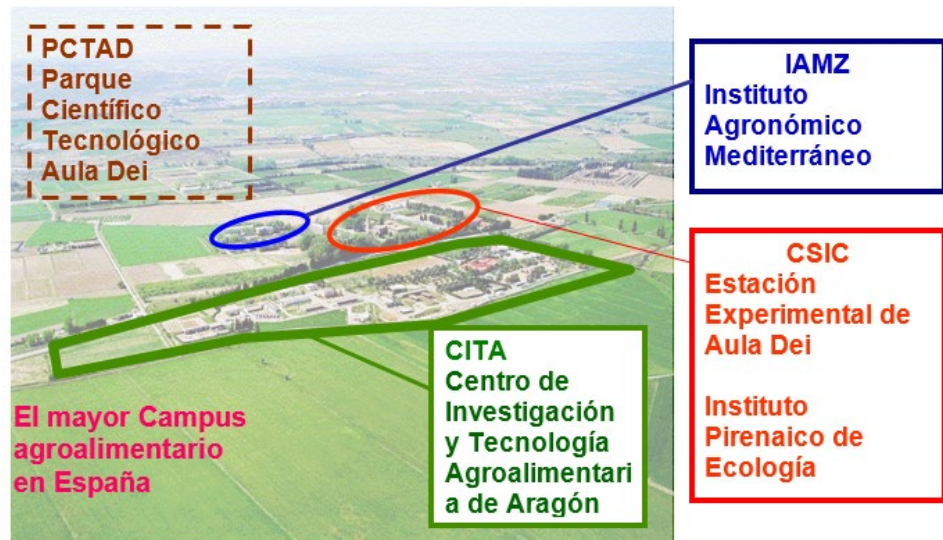 PCTAD
Parque
Científico
Tecnológico
Aula Dei
IAMZ
Instituto
Agronómico
Mediterráneo
CSIC
Estación
Experimental de
Aula Dei
Instituto
Pirenaico de
Ecología
CITA
Centro de
Investigación
y Tecnología
Agroalimentari
a de Aragón
El mayor Campus
agroalimentario
en España